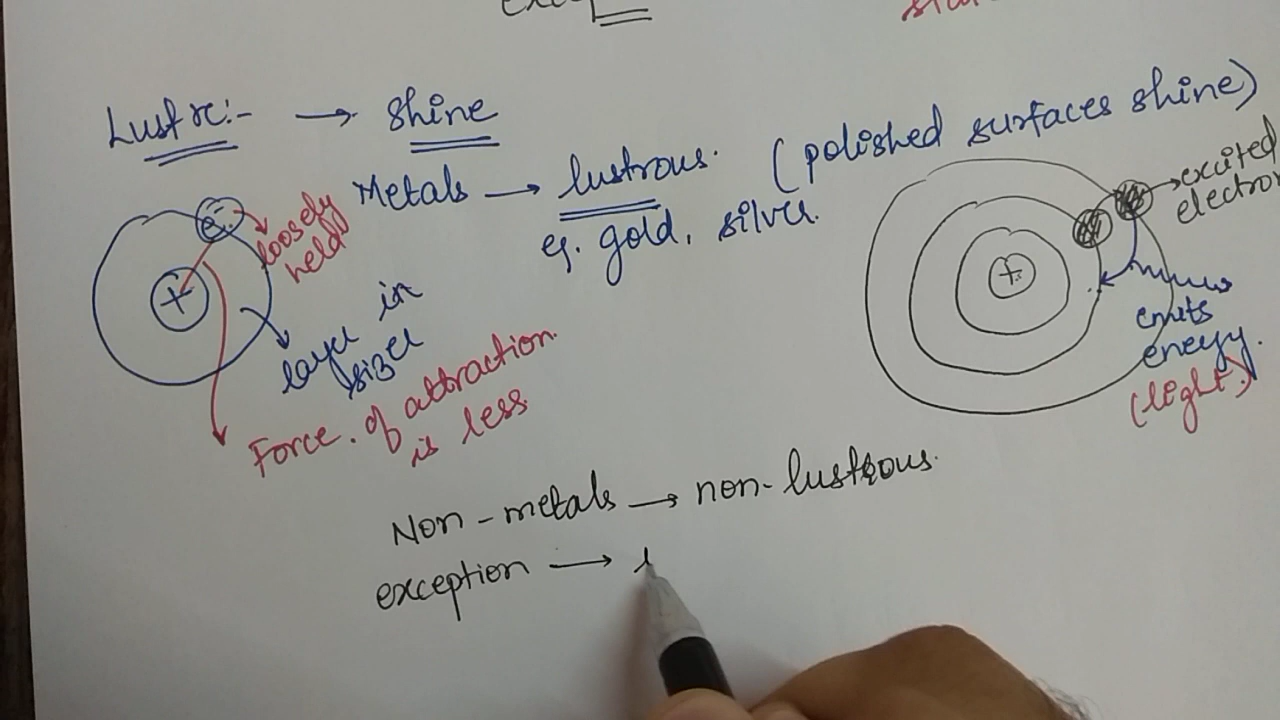 Lustre:- → shine
Metals → lustrous. (polished surfaces shine)
eg. gold, silver.
e-
loosely
held
+
layer in
size
Force. of attraction
is less.
+
excited
electron
emits
energy.
(light)
Non-metals → non-lustrous.
exception →